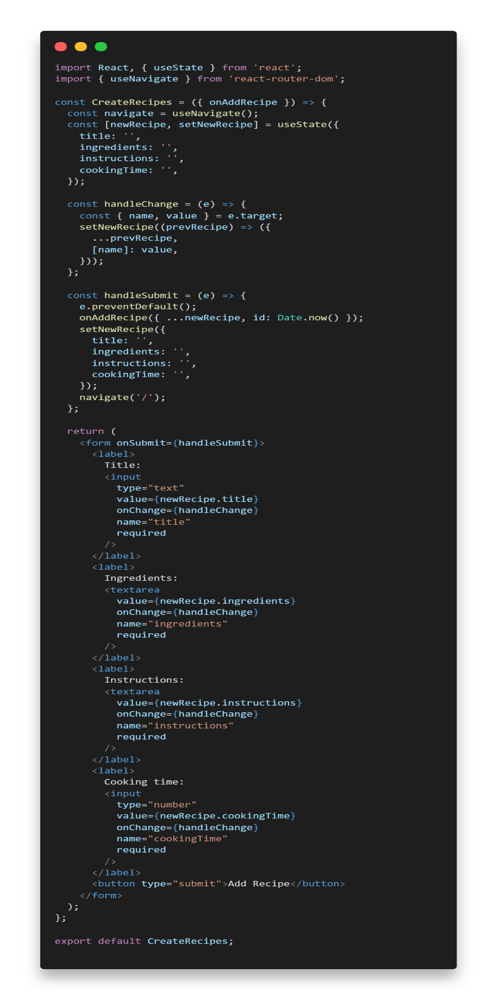 import React, { useState } from 'react';
import { useNavigate } from 'react-router-dom';

const CreateRecipes = ({ onAddRecipe }) => {
  const navigate = useNavigate();
  const [newRecipe, setNewRecipe] = useState({
    title: '',
    ingredients: '',
    instructions: '',
    cookingTime: '',
  });

  const handleChange = (e) => {
    const { name, value } = e.target;
    setNewRecipe((prevRecipe) => ({
      ...prevRecipe,
      [name]: value,
    }));
  };

  const handleSubmit = (e) => {
    e.preventDefault();
    onAddRecipe({ ...newRecipe, id: Date.now() });
    setNewRecipe({
      title: '',
      ingredients: '',
      instructions: '',
      cookingTime: '',
    });
    navigate('/');
  };

  return (
    <form onSubmit={handleSubmit}>
      <label>
        Title:
        <input
          type="text"
          value={newRecipe.title}
          onChange={handleChange}
          name="title"
          required
        />
      </label>
      <label>
        Ingredients:
        <textarea
          value={newRecipe.ingredients}
          onChange={handleChange}
          name="ingredients"
          required
        />
      </label>
      <label>
        Instructions:
        <textarea
          value={newRecipe.instructions}
          onChange={handleChange}
          name="instructions"
          required
        />
      </label>
      <label>
        Cooking time:
        <input
          type="number"
          value={newRecipe.cookingTime}
          onChange={handleChange}
          name="cookingTime"
          required
        />
      </label>
      <button type="submit">Add Recipe</button>
    </form>
  );
};

export default CreateRecipes;